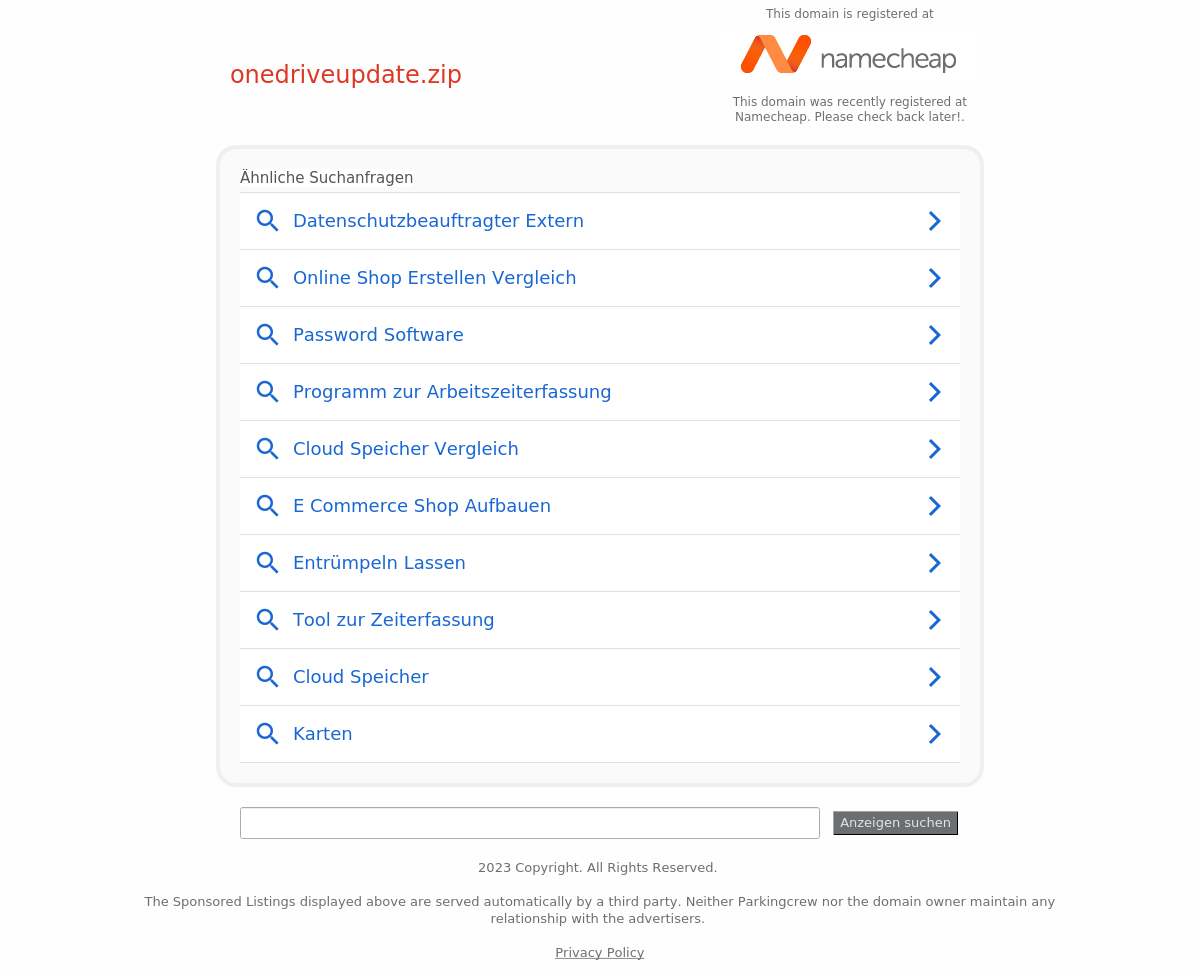 This domain is registered at
namecheap
onedriveupdate.zip
This domain was recently registered at
Namecheap. Please check back later!.
Ähnliche Suchanfragen
Datenschutzbeauftragter Extern
Online Shop Erstellen Vergleich
Password Software
Programm zur Arbeitszeiterfassung
Cloud Speicher Vergleich
E Commerce Shop Aufbauen
Entrümpeln Lassen
Tool zur Zeiterfassung
Cloud Speicher
Karten
Anzeigen suchen
2023 Copyright. All Rights Reserved.
The Sponsored Listings displayed above are served automatically by a third party. Neither Parkingcrew nor the domain owner maintain any
relationship with the advertisers.
Privacy Policy